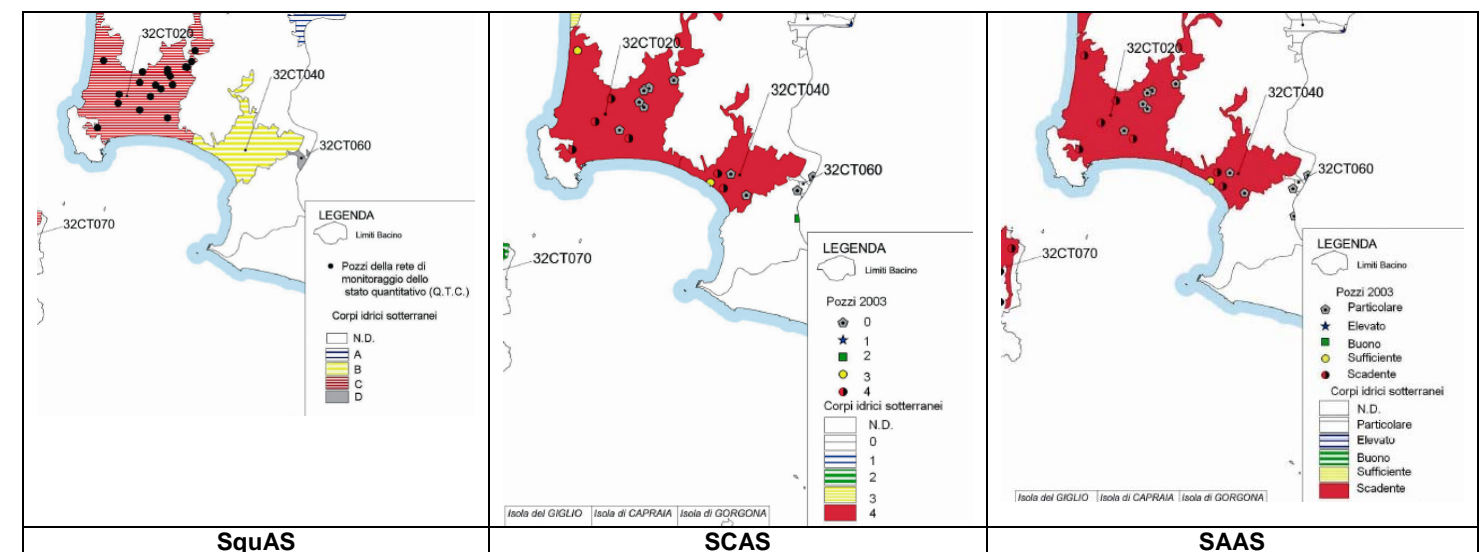 32CT020
32CT040
32CT060
32CT070
LEGENDA
Limiti Bacino
Pozzi della rete di
monitoraggio dello
stato quantitativo (Q.T.C.)
Corpi idrici sotterranei
N.D.
A
B
C
D
SquAS
32CT020
32CT040
32CT060
32CT070
LEGENDA
Limiti Bacino
Pozzi 2003
0
1
2
3
4
Corpi idrici sotterranei
N.D.
0
1
2
3
4
Isola del GIGLIO Isola di CAPRAIA Isola di GORGONA
SCAS
32CT020
32CT040
32CT060
32CT070
LEGENDA
Limiti Bacino
Pozzi 2003
Particolare
Elevato
Buono
Sufficiente
Scadente
Corpi idrici sotterranei
N.D.
Particolare
Elevato
Buono
Sufficiente
Scadente
Isola del GIGLIO Isola di CAPRAIA Isola di GORGONA
SAAS